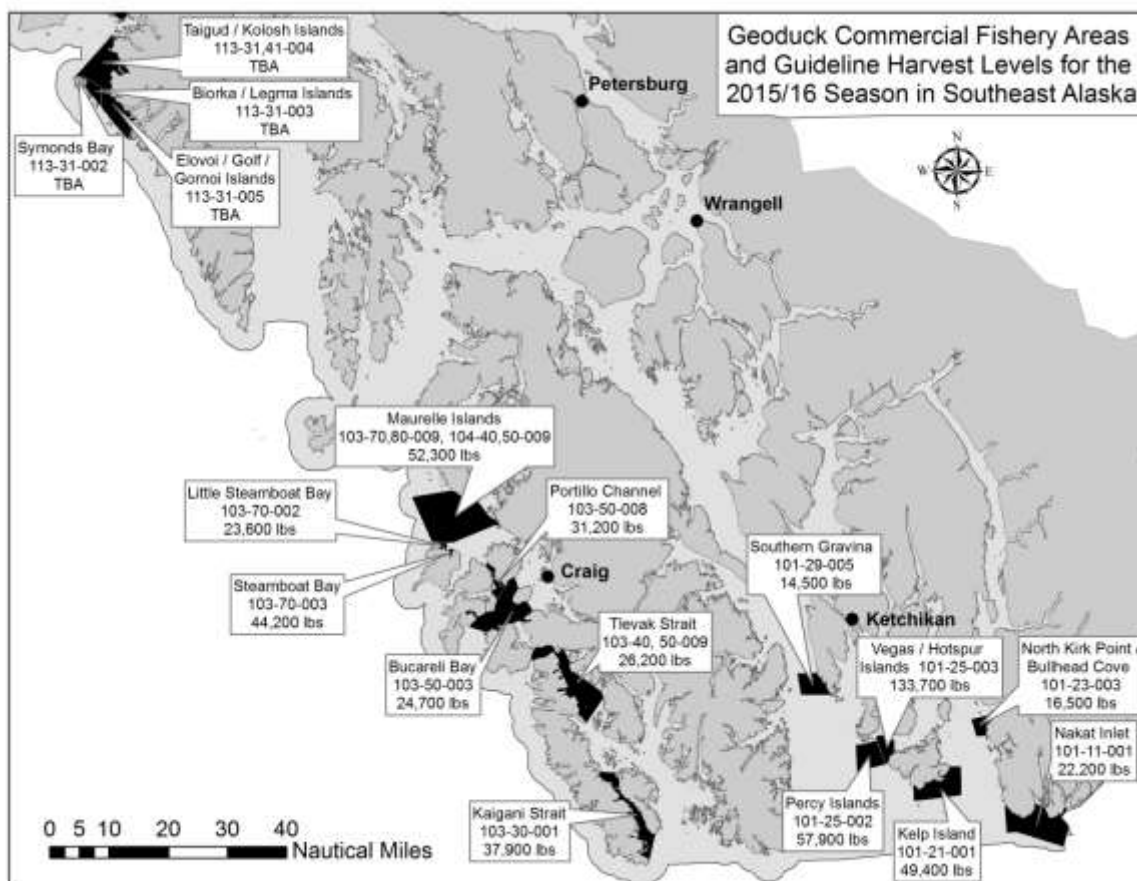 Geoduck Commercial Fishery Areas
and Guideline Harvest Levels for the
2015/16 Season in Southeast Alaska
Taigud / Kolosh Islands
113-31,41-004
TBA
Biorka / Legma Islands
113-31-003
TBA
Symonds Bay
113-31-002
TBA
Elovoi / Golf /
Gornoi Islands
113-31-005
TBA
Petersburg
N
W
E
S
Wrangell
Maurelle Islands
103-70,80-009, 104-40,50-009
52,300 lbs
Little Steamboat Bay
103-70-002
23,600 lbs
Portillo Channel
103-50-008
31,200 lbs
Steamboat Bay
103-70-003
44,200 lbs
Craig
Southern Gravina
101-29-005
14,500 lbs
Ketchikan
Tlevak Strait
103-40, 50-009
26,200 lbs
Bucareli Bay
103-50-003
24,700 lbs
Vegas / Hotspur
Islands 101-25-003
133,700 lbs
North Kirk Point /
Bullhead Cove
101-23-003
16,500 lbs
Nakat Inlet
101-11-001
22,200 lbs
Kaigani Strait
103-30-001
37,900 lbs
Percy Islands
101-25-002
57,900 lbs
Kelp Island
101-21-001
49,400 lbs
0 5 10 20 30 40
Nautical Miles